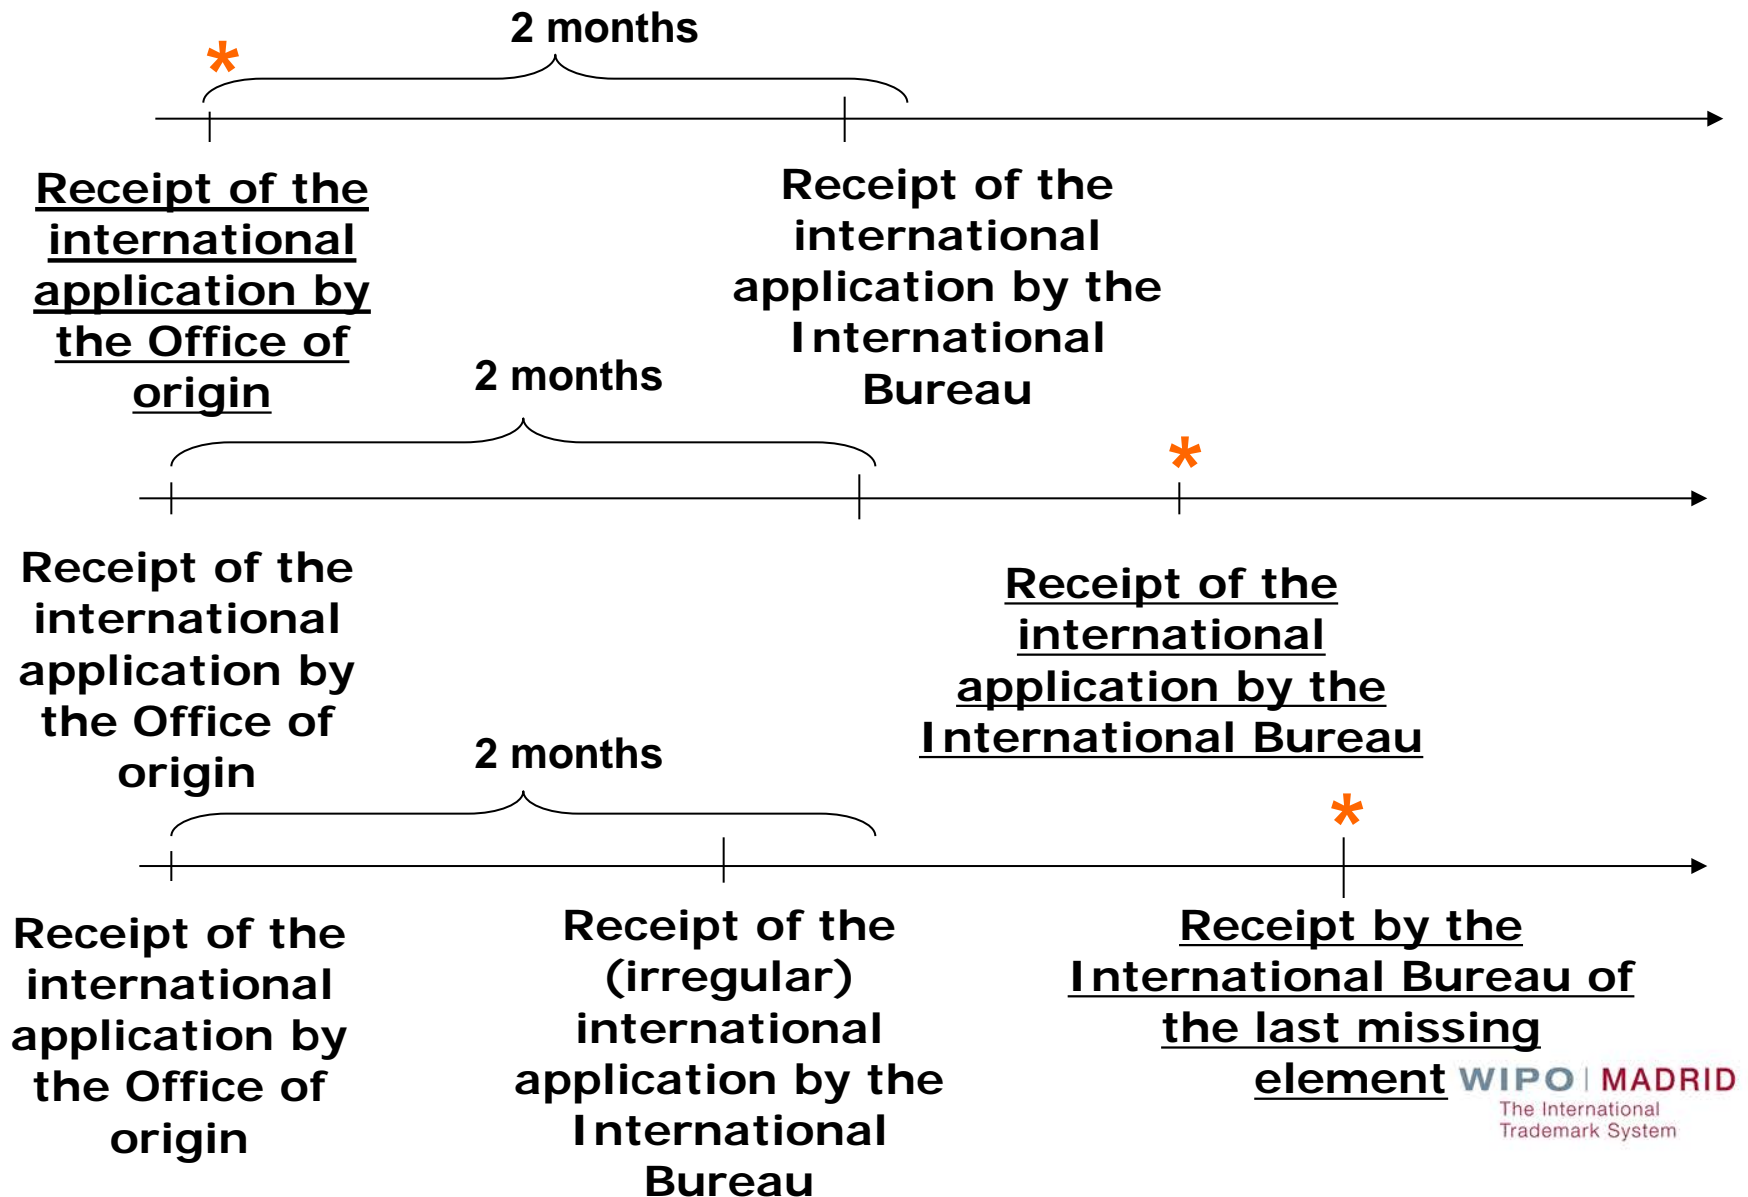 2 months
*
Receipt of the
international
application by
the Office of
origin
Receipt of the
international
application by the
International
Bureau
2 months
*
Receipt of the
international
application by
the Office of
origin
Receipt of the
international
application by the
International Bureau
2 months
*
Receipt of the
international
application by
the Office of
origin
Receipt of the
(irregular)
international
application by the
International
Bureau
Receipt by the
International Bureau of
the last missing
element
WIPO | MADRID
The International
Trademark System